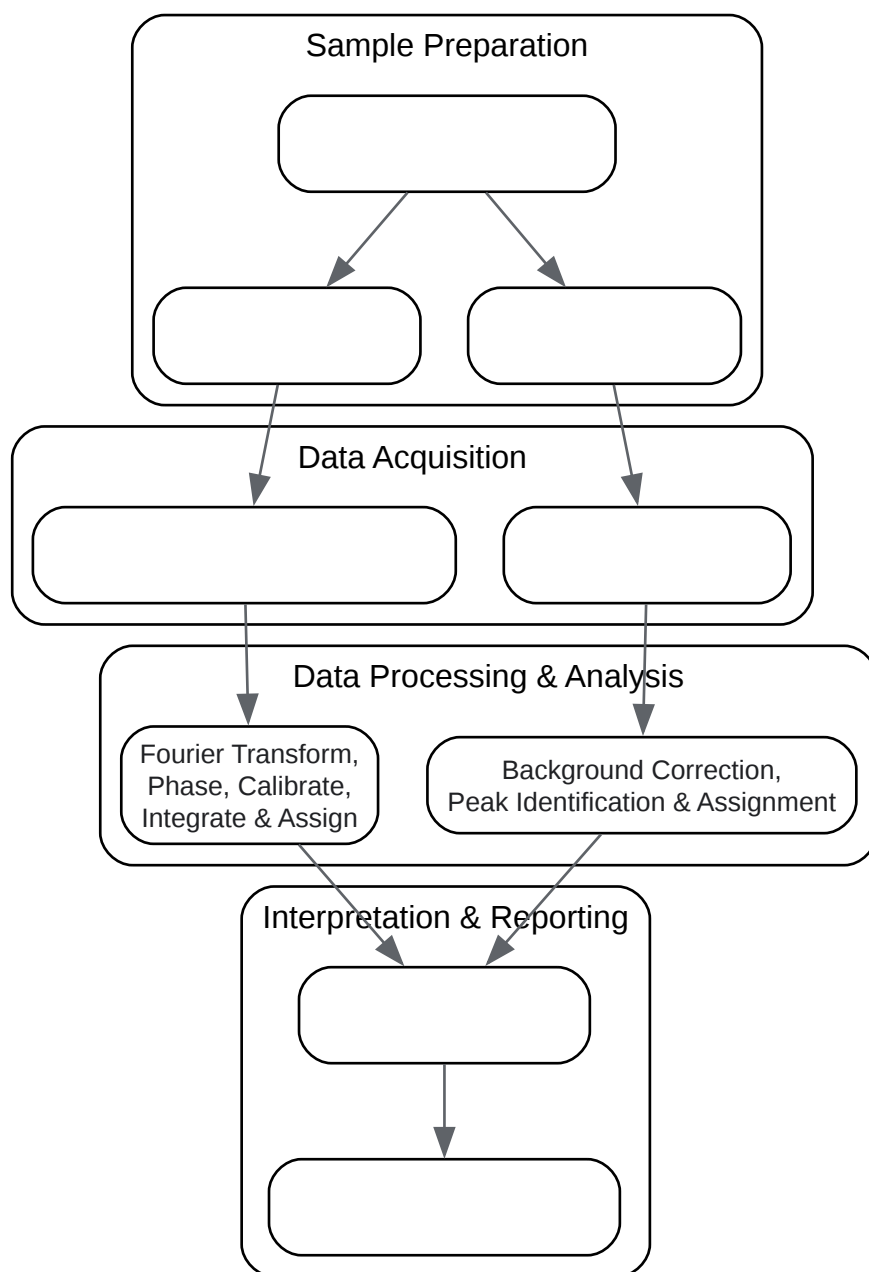 Sample Preparation
Data Acquisition
Data Processing & Analysis
Fourier Transform,
Phase, Calibrate,
Integrate & Assign
Background Correction,
Peak Identification & Assignment
Interpretation & Reporting